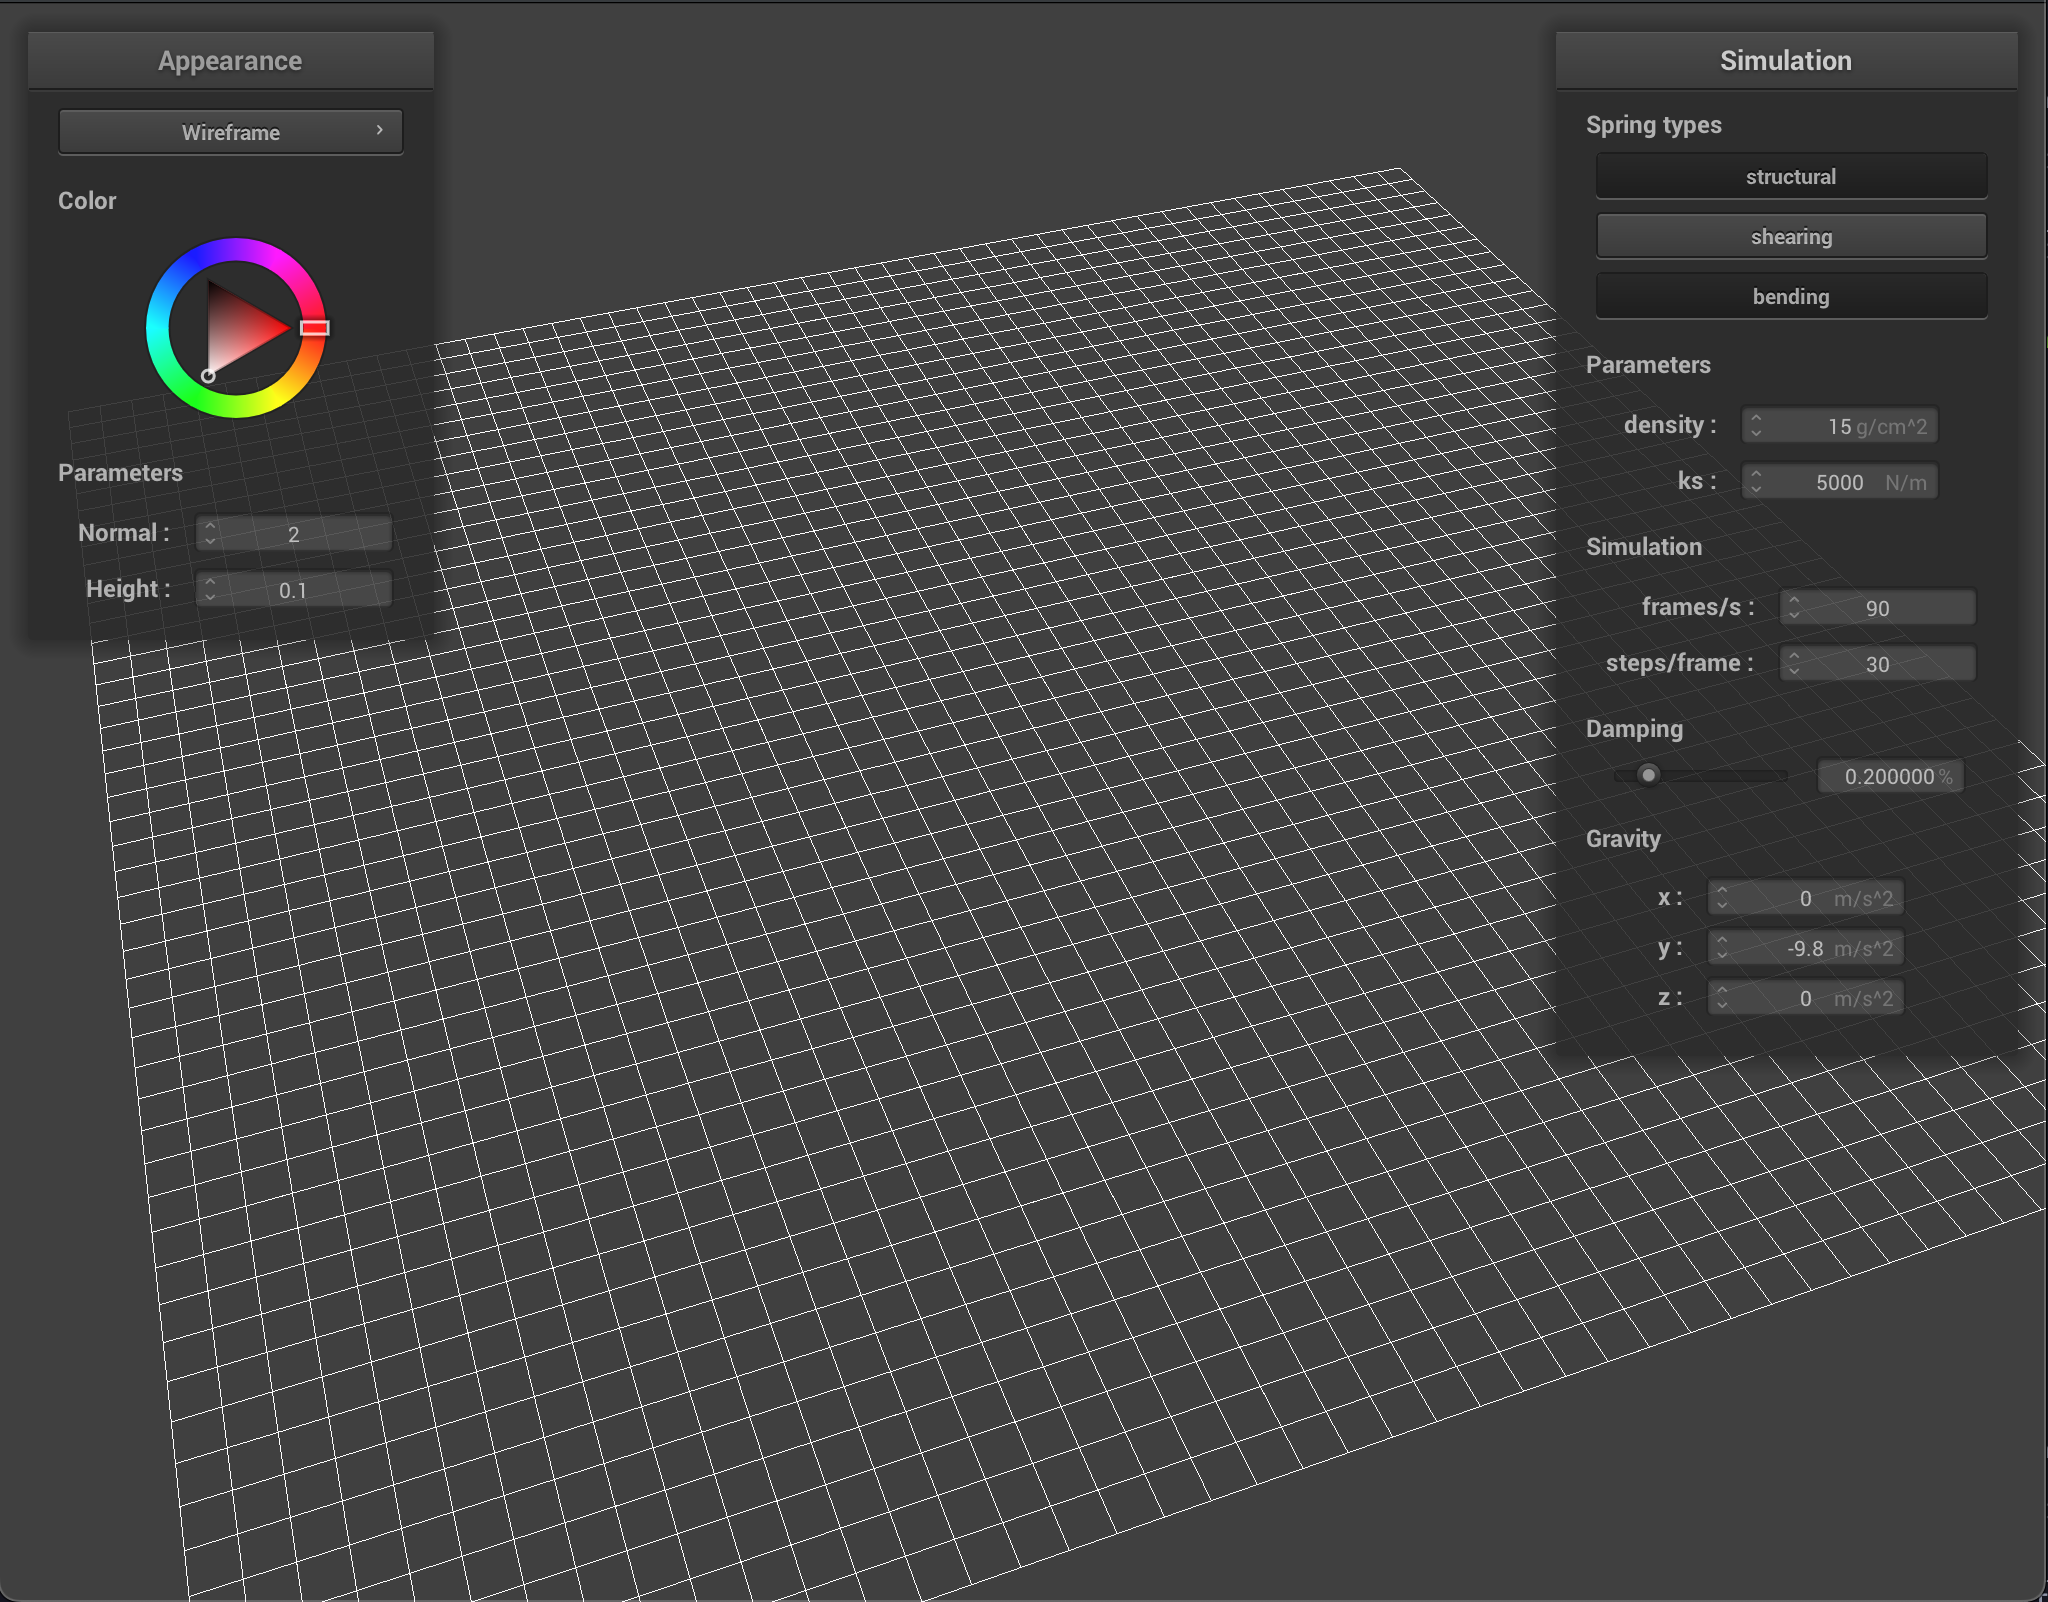 Appearance
Wireframe
Color
Parameters
Normal : 2
Height : 0.1
Simulation
Spring types
structural
shearing
bending
Parameters
density : 15 g/cm^2
ks : 5000 N/m
Simulation
frames/s : 90
steps/frame : 30
Damping
0.200000 %
Gravity
x : 0 m/s^2
y : -9.8 m/s^2
z : 0 m/s^2